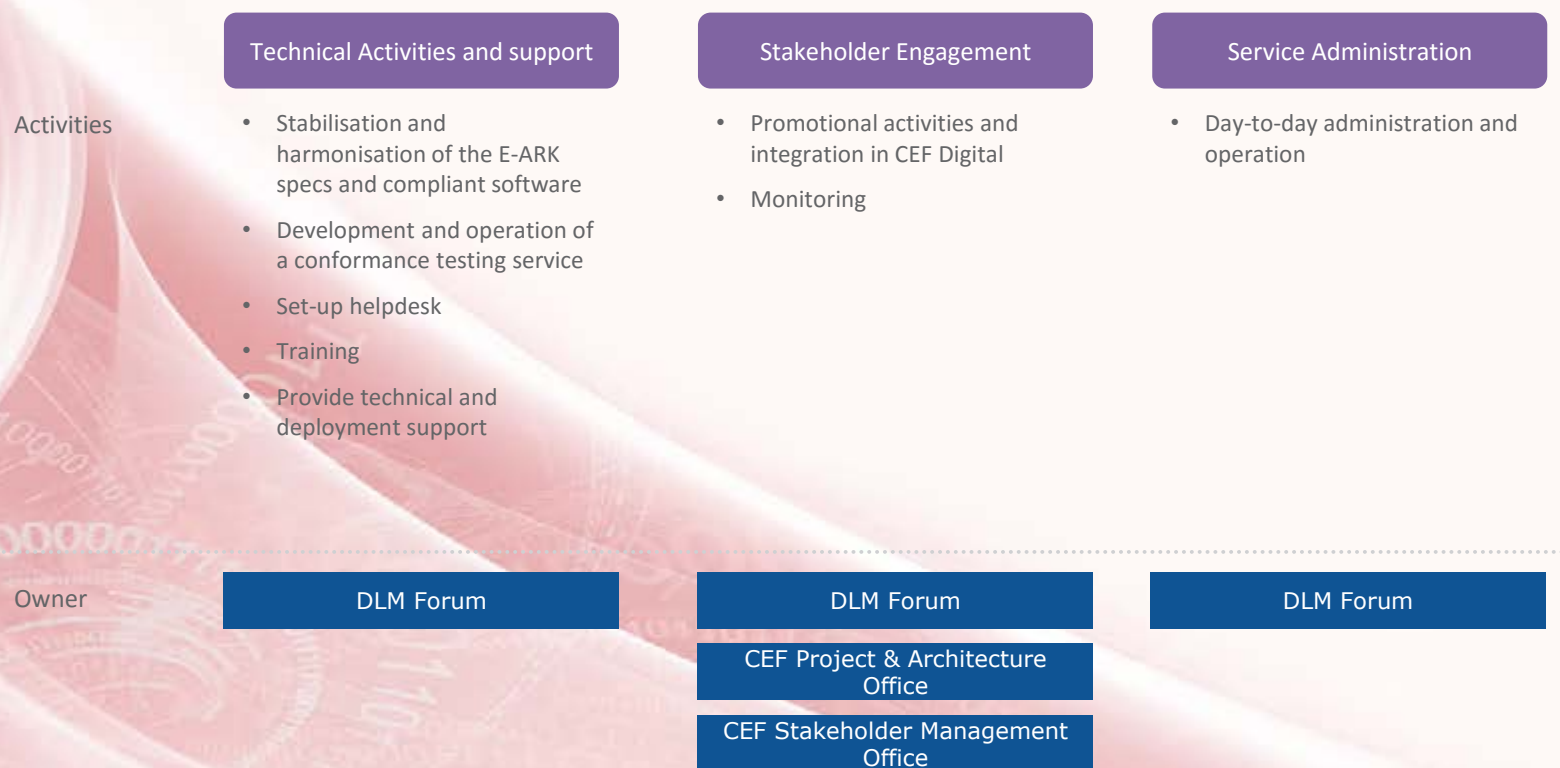 Technical Activities and support
Stakeholder Engagement
Service Administration
Activities
• Stabilisation and
harmonisation of the E-ARK
specs and compliant software
• Development and operation of
a conformance testing service
• Set-up helpdesk
• Training
• Provide technical and
deployment support
• Promotional activities and
integration in CEF Digital
• Monitoring
• Day-to-day administration and
operation
Owner
DLM Forum
DLM Forum
CEF Project & Architecture
Office
CEF Stakeholder Management
Office
DLM Forum